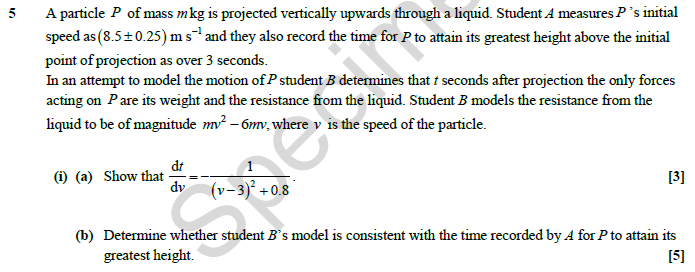 5 A particle P of mass m kg is projected vertically upwards through a liquid. Student A measures P 's initial
speed as (8.5 ± 0.25) m s⁻¹ and they also record the time for P to attain its greatest height above the initial
point of projection as over 3 seconds.
In an attempt to model the motion of P student B determines that t seconds after projection the only forces
acting on P are its weight and the resistance from the liquid. Student B models the resistance from the
liquid to be of magnitude mv² – 6mv, where v is the speed of the particle.
(i) (a) Show that dt/dv = – 1/((v – 3)² + 0.8). [3]
(b) Determine whether student B's model is consistent with the time recorded by A for P to attain its
greatest height. [5]
Specim